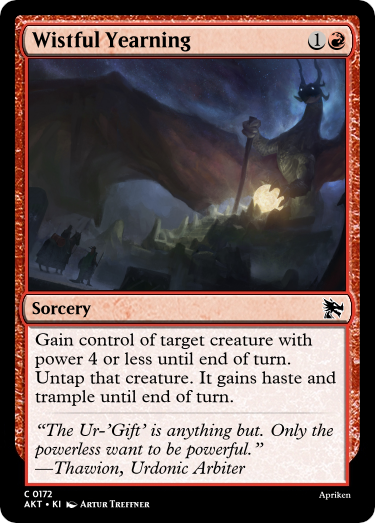 Wistful Yearning
1
Sorcery
Gain control of target creature with
power 4 or less until end of turn.
Untap that creature. It gains haste and
trample until end of turn.
“The Ur-’Gift’ is anything but. Only the
powerless want to be powerful.”
—Thawion, Urdonic Arbiter
C 0172
Apriken
AKT • KI Artur Treffner